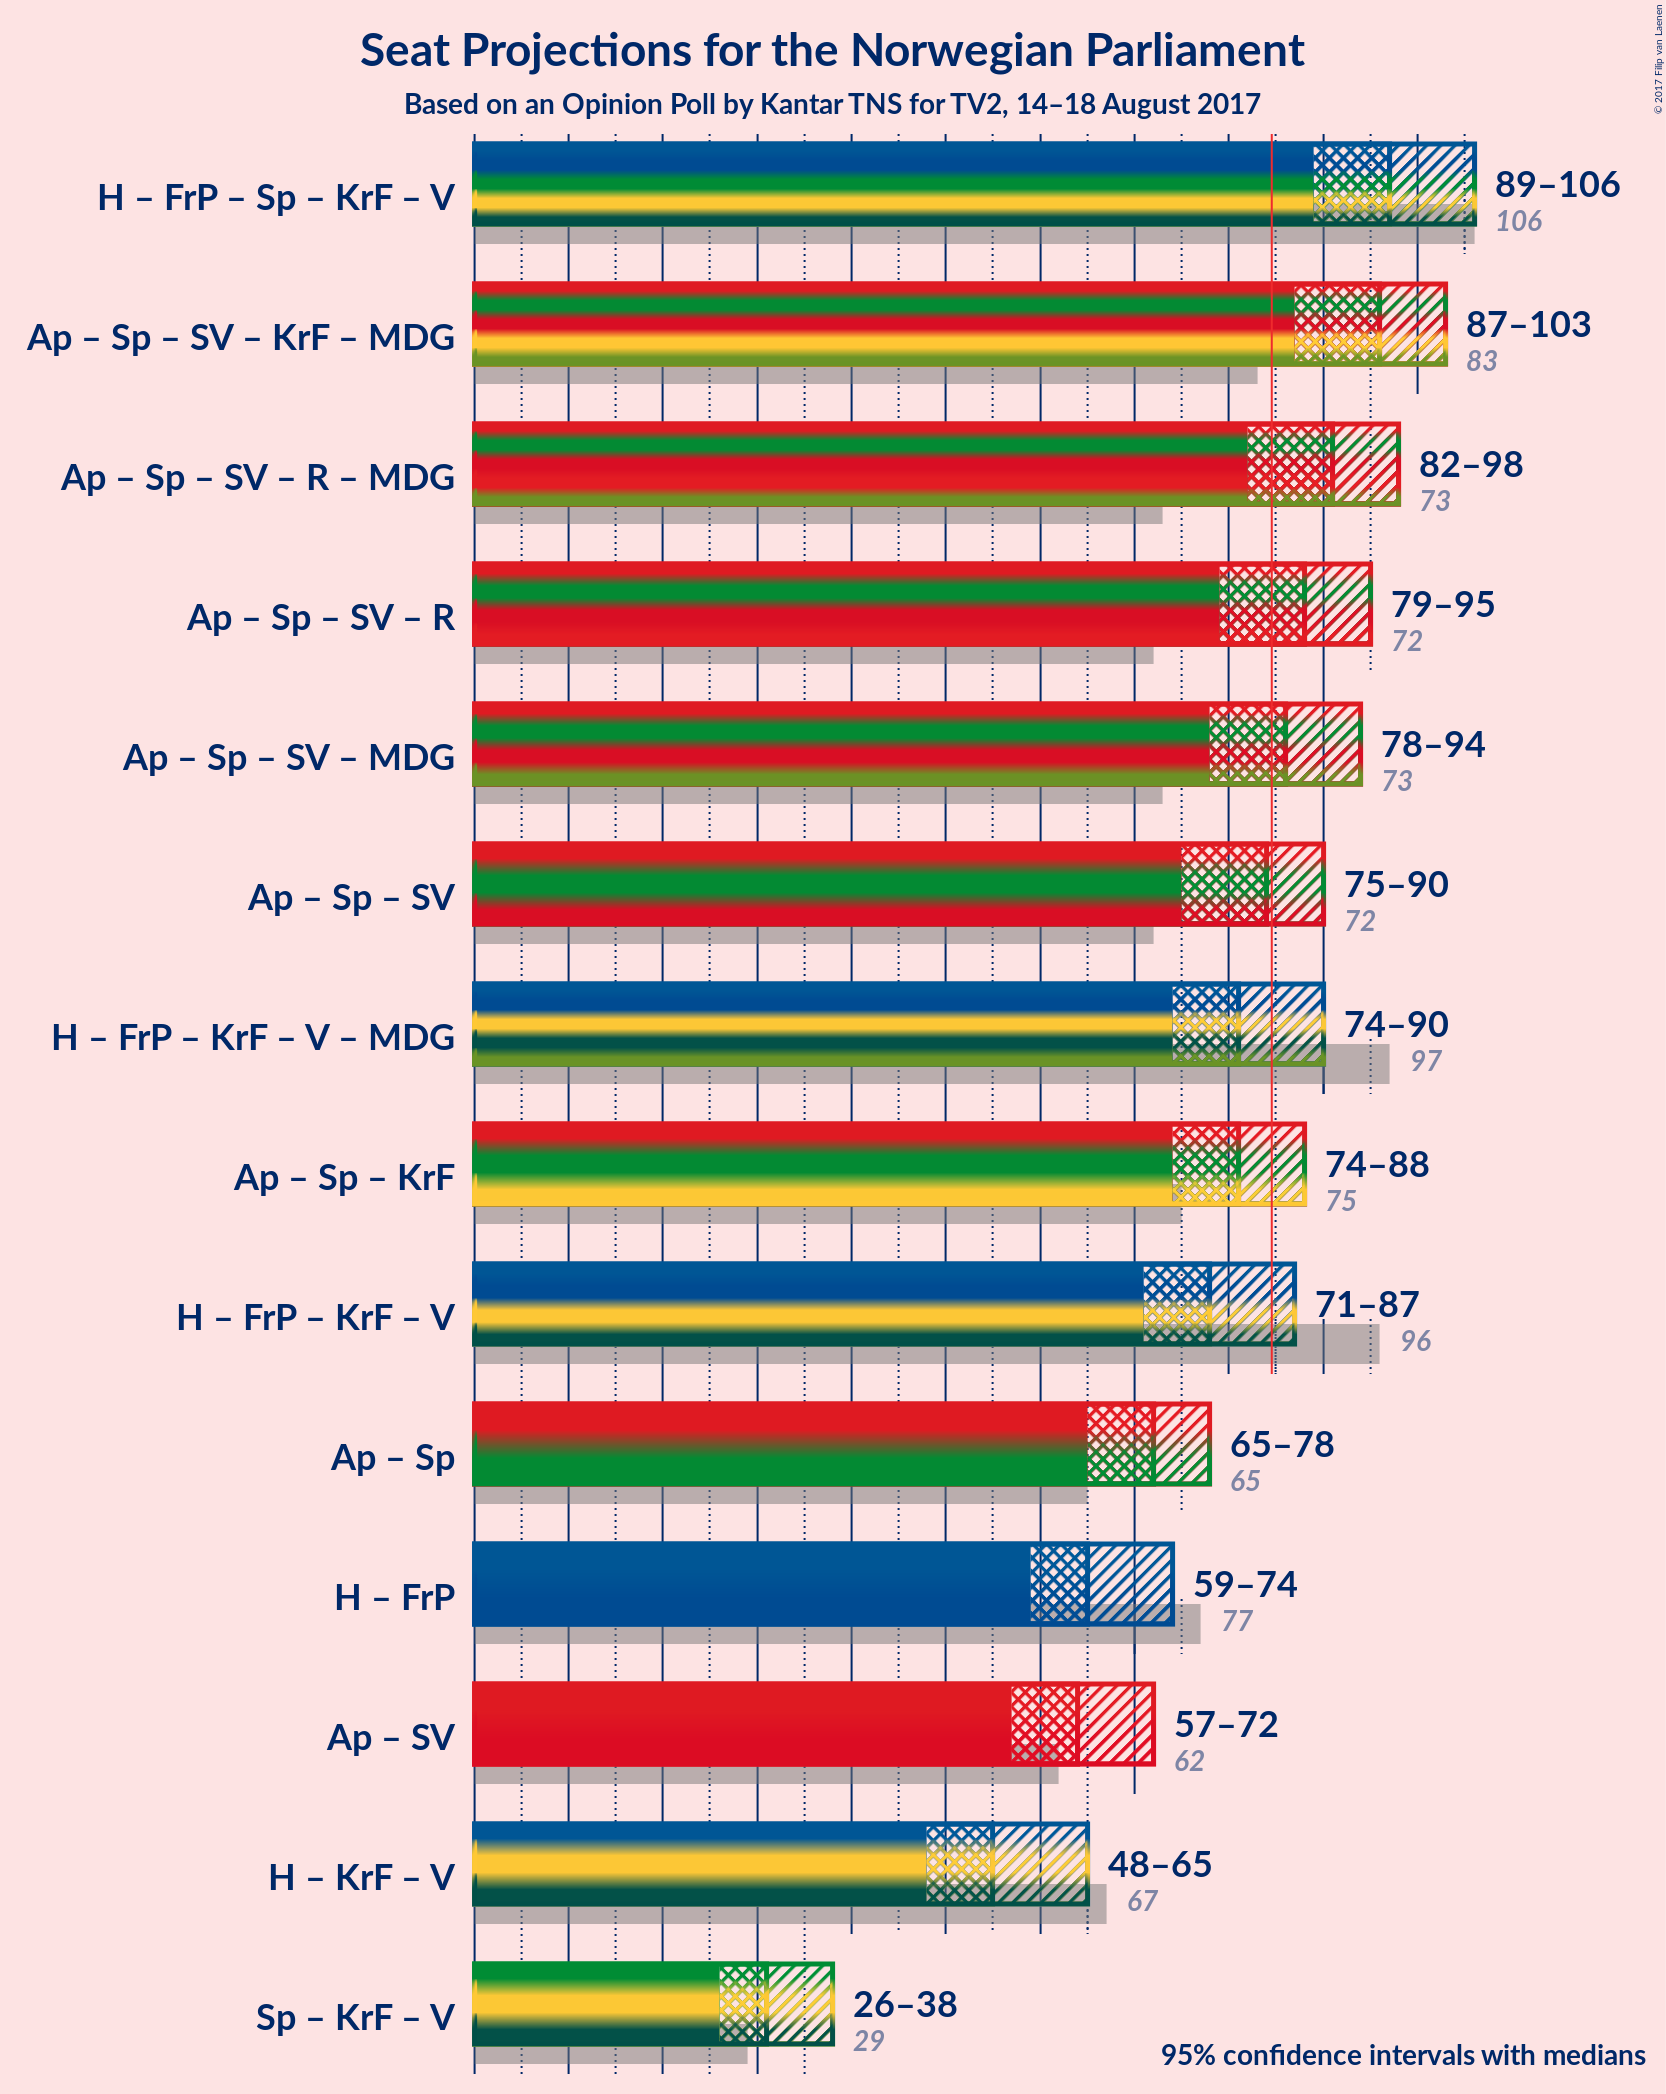 Seat Projections for the Norwegian Parliament
Based on an Opinion Poll by Kantar TNS for TV2, 14–18 August 2017
© 2017 Filip van Laenen
H – FrP – Sp – KrF – V
89–106
106
Ap – Sp – SV – KrF – MDG
87–103
83
Ap – Sp – SV – R – MDG
82–98
73
Ap – Sp – SV – R
79–95
72
Ap – Sp – SV – MDG
78–94
73
Ap – Sp – SV
75–90
72
H – FrP – KrF – V – MDG
74–90
97
Ap – Sp – KrF
74–88
75
H – FrP – KrF – V
71–87
96
Ap – Sp
65–78
65
H – FrP
59–74
77
Ap – SV
57–72
62
H – KrF – V
48–65
67
Sp – KrF – V
26–38
29
95% confidence intervals with medians